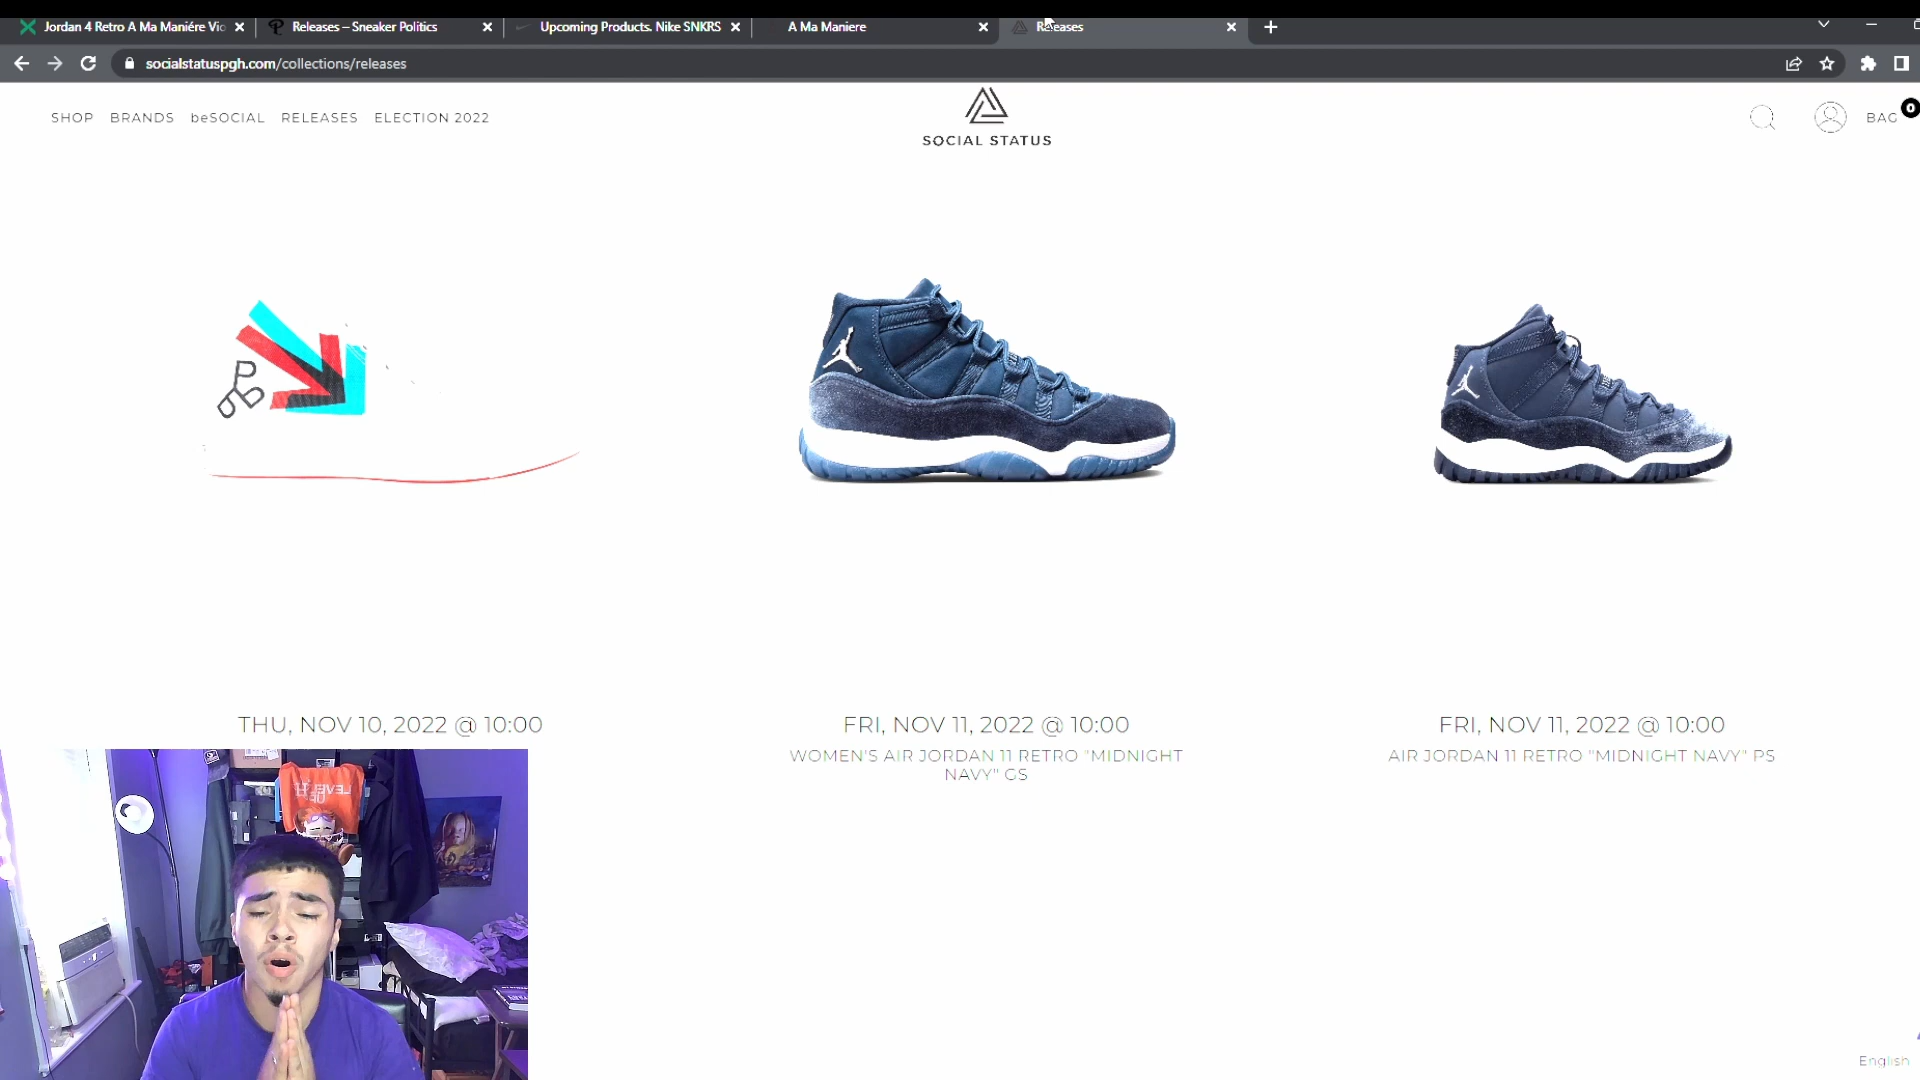 Jordan 4 Retro A Ma Maniére Vio
Releases – Sneaker Politics
Upcoming Products. Nike SNKRS
A Ma Maniere
Releases
socialstatuspgh.com/collections/releases
SHOP BRANDS beSOCIAL RELEASES ELECTION 2022
SOCIAL STATUS
BAG 0
THU, NOV 10, 2022 @ 10:00
FRI, NOV 11, 2022 @ 10:00
WOMEN'S AIR JORDAN 11 RETRO "MIDNIGHT
NAVY" GS
FRI, NOV 11, 2022 @ 10:00
AIR JORDAN 11 RETRO "MIDNIGHT NAVY" PS
English